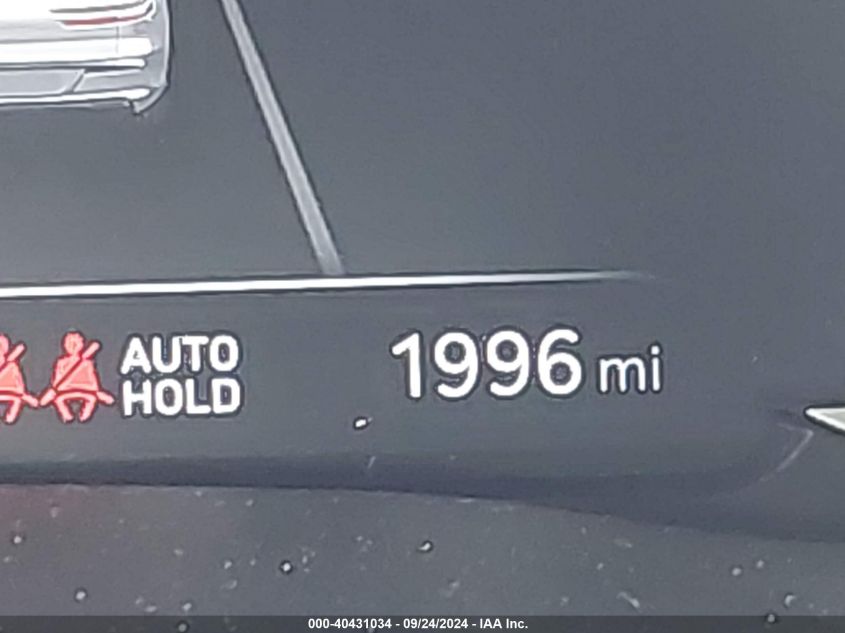 AUTO
HOLD
1996 mi
000-40431034 - 09/24/2024 - IAA Inc.